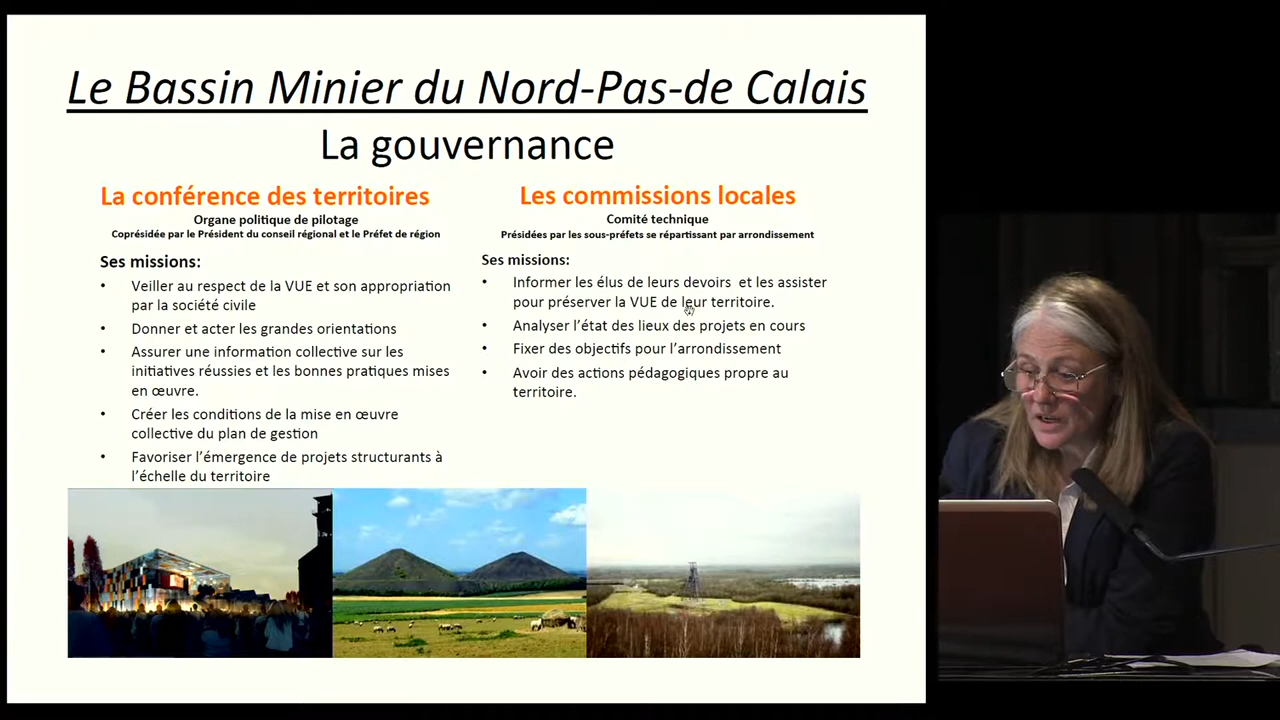 Le Bassin Minier du Nord-Pas-de Calais
La gouvernance
La conférence des territoires
Organe politique de pilotage
Coprésidée par le Président du conseil régional et le Préfet de région
Ses missions:
• Veiller au respect de la VUE et son appropriation
par la société civile
• Donner et acter les grandes orientations
• Assurer une information collective sur les
initiatives réussies et les bonnes pratiques mises
en œuvre.
• Créer les conditions de la mise en œuvre
collective du plan de gestion
• Favoriser l’émergence de projets structurants à
l’échelle du territoire
Les commissions locales
Comité technique
Présidées par les sous-préfets se répartissant par arrondissement
Ses missions:
• Informer les élus de leurs devoirs et les assister
pour préserver la VUE de leur territoire.
• Analyser l’état des lieux des projets en cours
• Fixer des objectifs pour l’arrondissement
• Avoir des actions pédagogiques propre au
territoire.